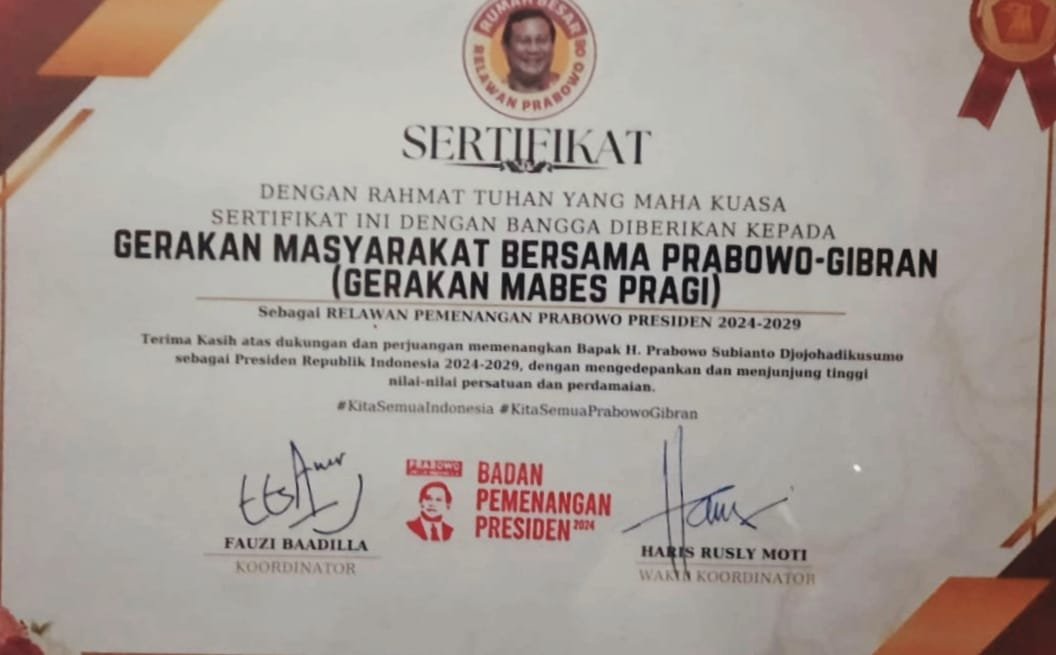 RUMAH BESAR
RELAWAN PRABOWO 08
SERTIFIKAT
DENGAN RAHMAT TUHAN YANG MAHA KUASA
SERTIFIKAT INI DENGAN BANGGA DIBERIKAN KEPADA
GERAKAN MASYARAKAT BERSAMA PRABOWO-GIBRAN
(GERAKAN MABES PRAGI)
Sebagai RELAWAN PEMENANGAN PRABOWO PRESIDEN 2024-2029
Terima Kasih atas dukungan dan perjuangan memenangkan Bapak H. Prabowo Subianto Djojohadikusumo
sebagai Presiden Republik Indonesia 2024-2029, dengan mengedepankan dan menjunjung tinggi
nilai-nilai persatuan dan perdamaian.
#KitaSemuaIndonesia #KitaSemuaPrabowoGibran
PRABOWO
BADAN
PEMENANGAN
PRESIDEN 2024
FAUZI BAADILLA
KOORDINATOR
HARIS RUSLY MOTI
WAKIL KOORDINATOR